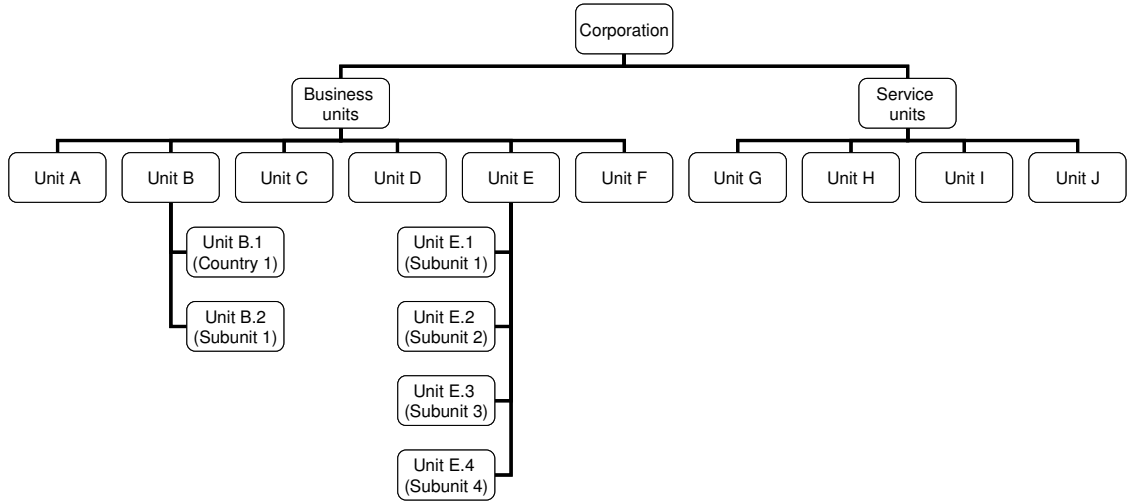 Corporation
Business
units
Service
units
Unit A
Unit B
Unit C
Unit D
Unit E
Unit F
Unit G
Unit H
Unit I
Unit J
Unit B.1
(Country 1)
Unit B.2
(Subunit 1)
Unit E.1
(Subunit 1)
Unit E.2
(Subunit 2)
Unit E.3
(Subunit 3)
Unit E.4
(Subunit 4)